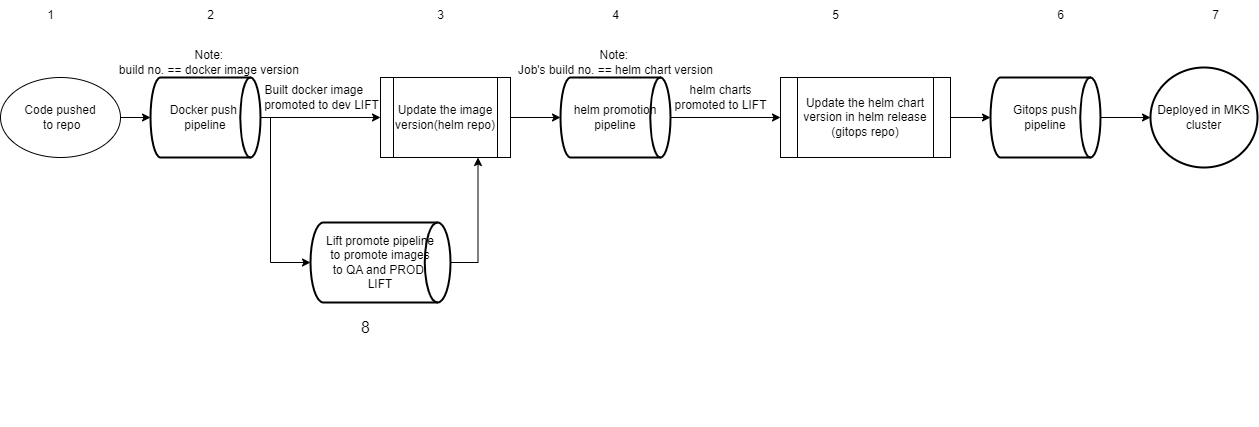 1
2
3
4
5
6
7
Note:
build no. == docker image version
Note:
Job's build no. == helm chart version
Code pushed
to repo
Docker push
pipeline
Built docker image
promoted to dev LIFT
Update the image
version(helm repo)
helm promotion
pipeline
helm charts
promoted to LIFT
Update the helm chart
version in helm release
(gitops repo)
Gitops push
pipeline
Deployed in MKS
cluster
Lift promote pipeline
to promote images
to QA and PROD
LIFT
8